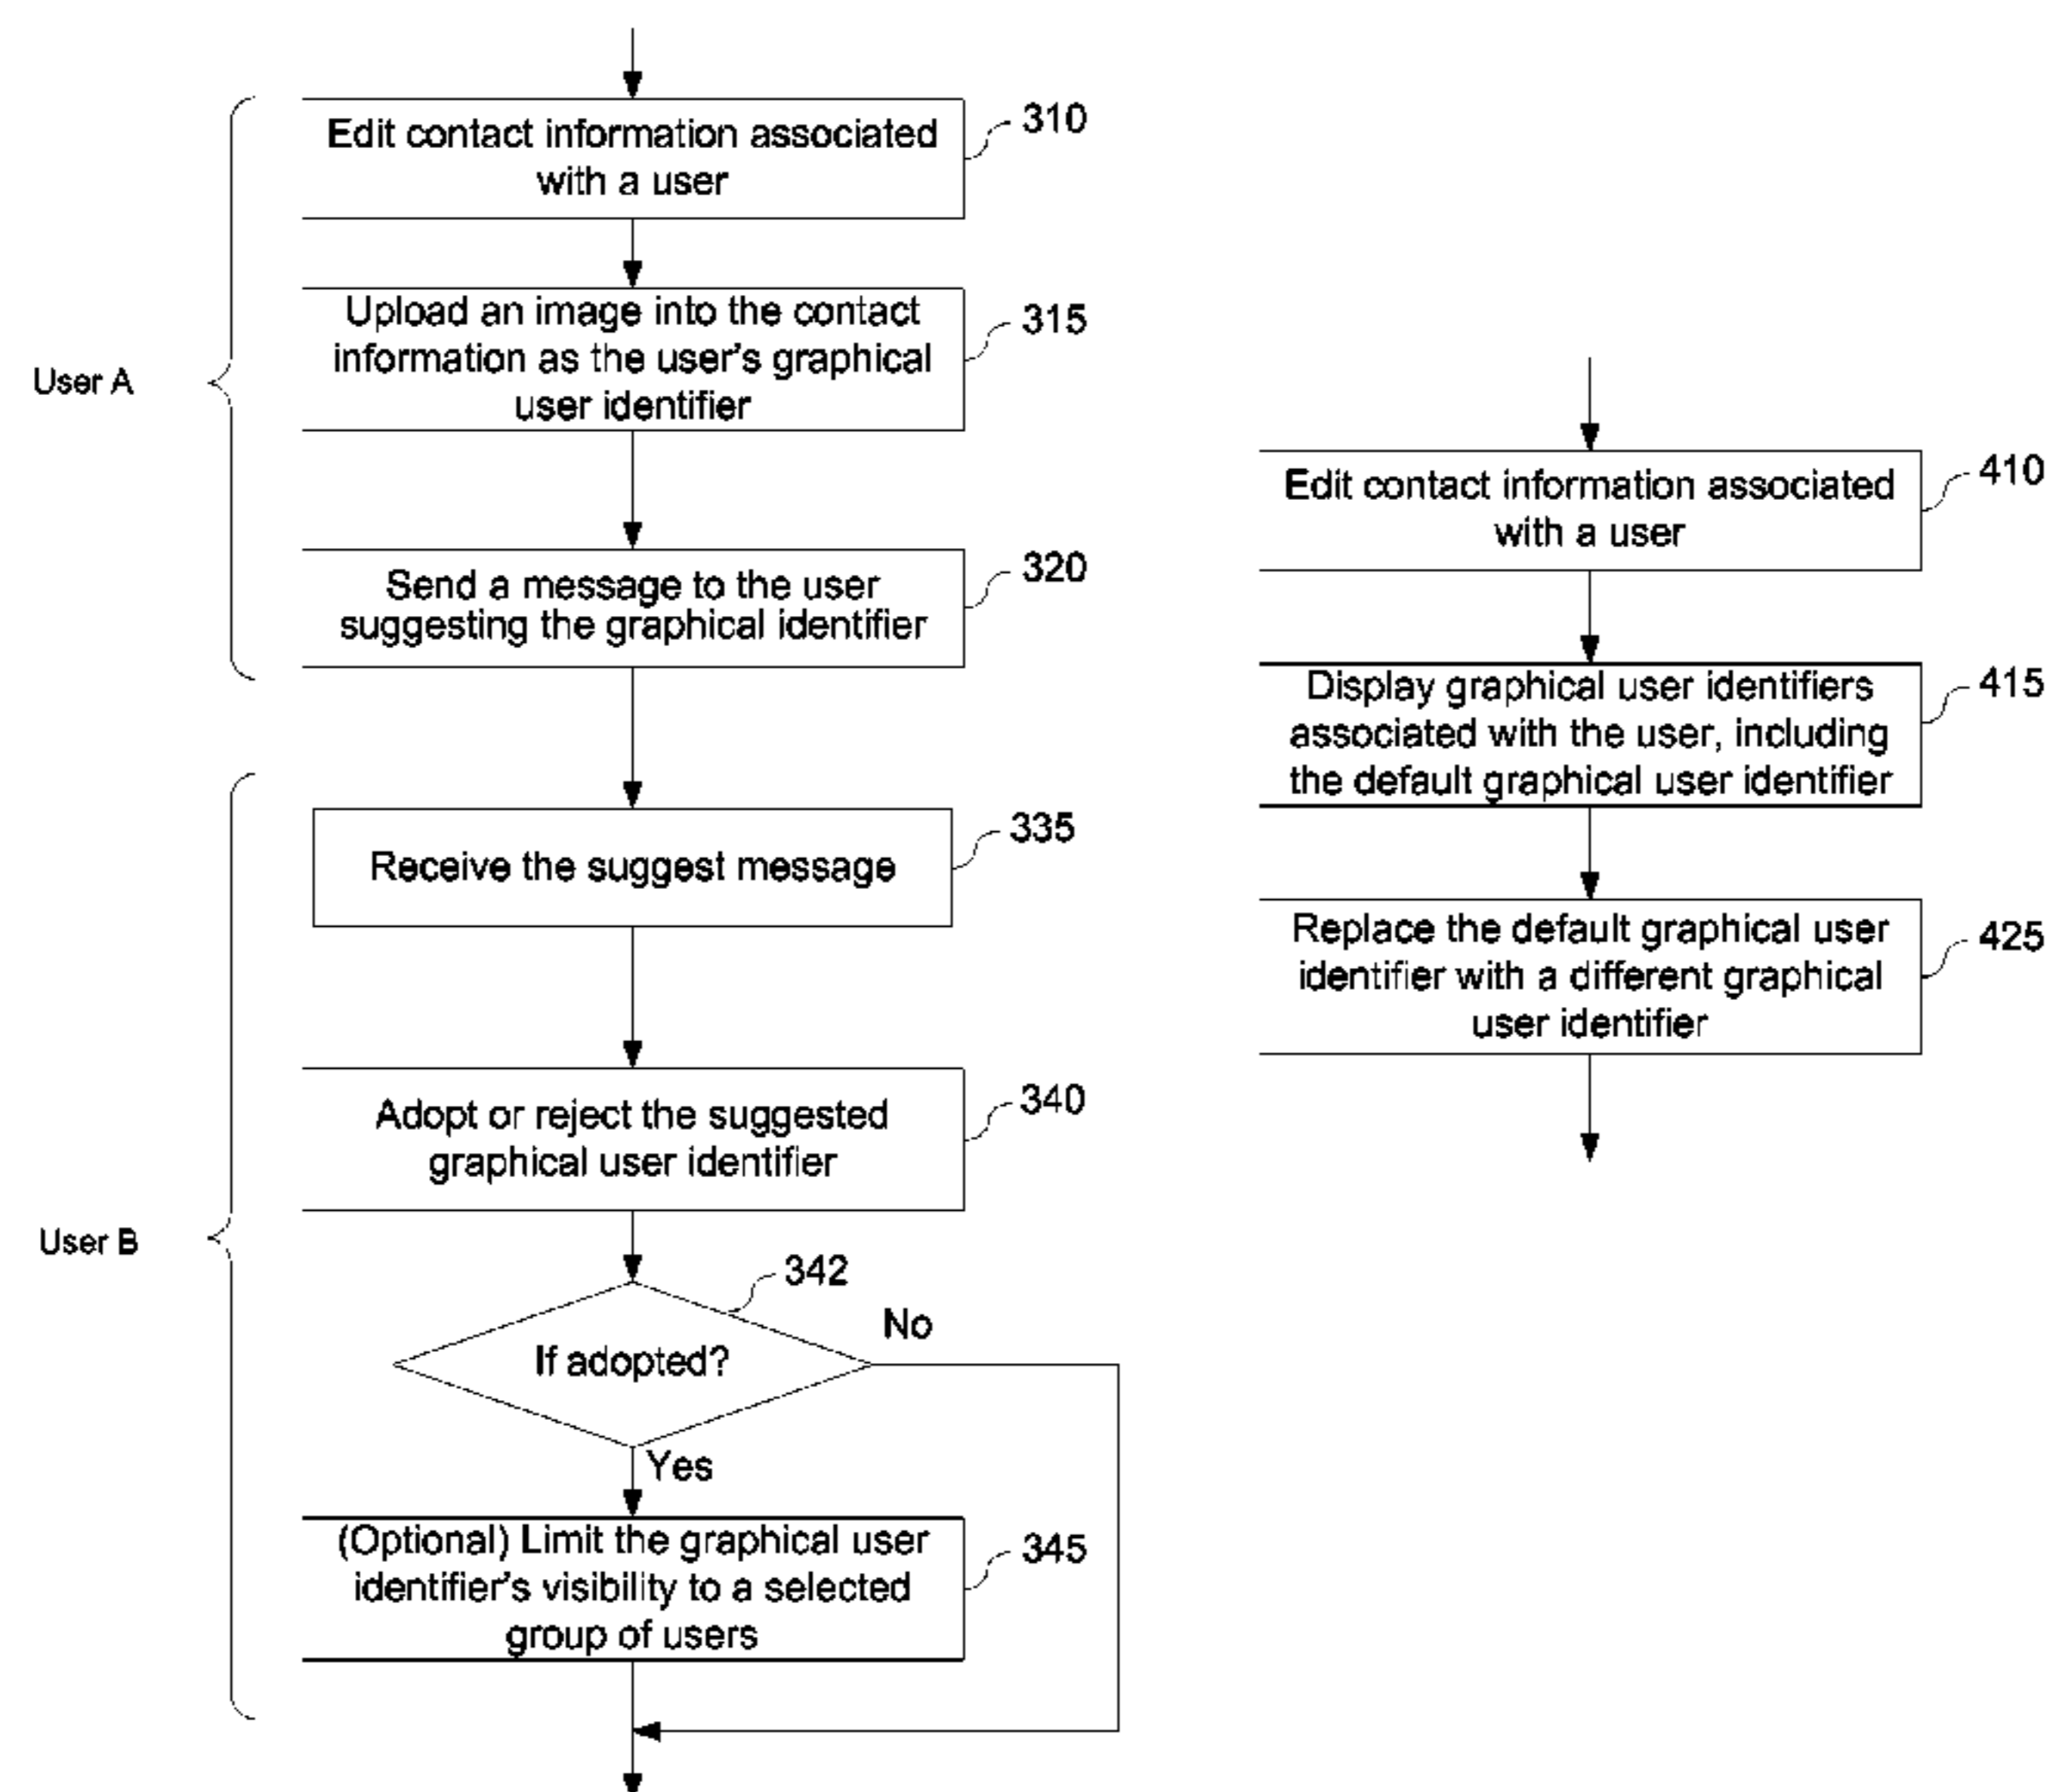 Edit contact information associated
with a user
310
Upload an image into the contact
information as the user's graphical
user identifier
315
User A
Send a message to the user
suggesting the graphical identifier
320
Receive the suggest message
335
Adopt or reject the suggested
graphical user identifier
340
User B
342
If adopted?
No
Yes
(Optional) Limit the graphical user
identifier's visibility to a selected
group of users
345
Edit contact information associated
with a user
410
Display graphical user identifiers
associated with the user, including
the default graphical user identifier
415
Replace the default graphical user
identifier with a different graphical
user identifier
425